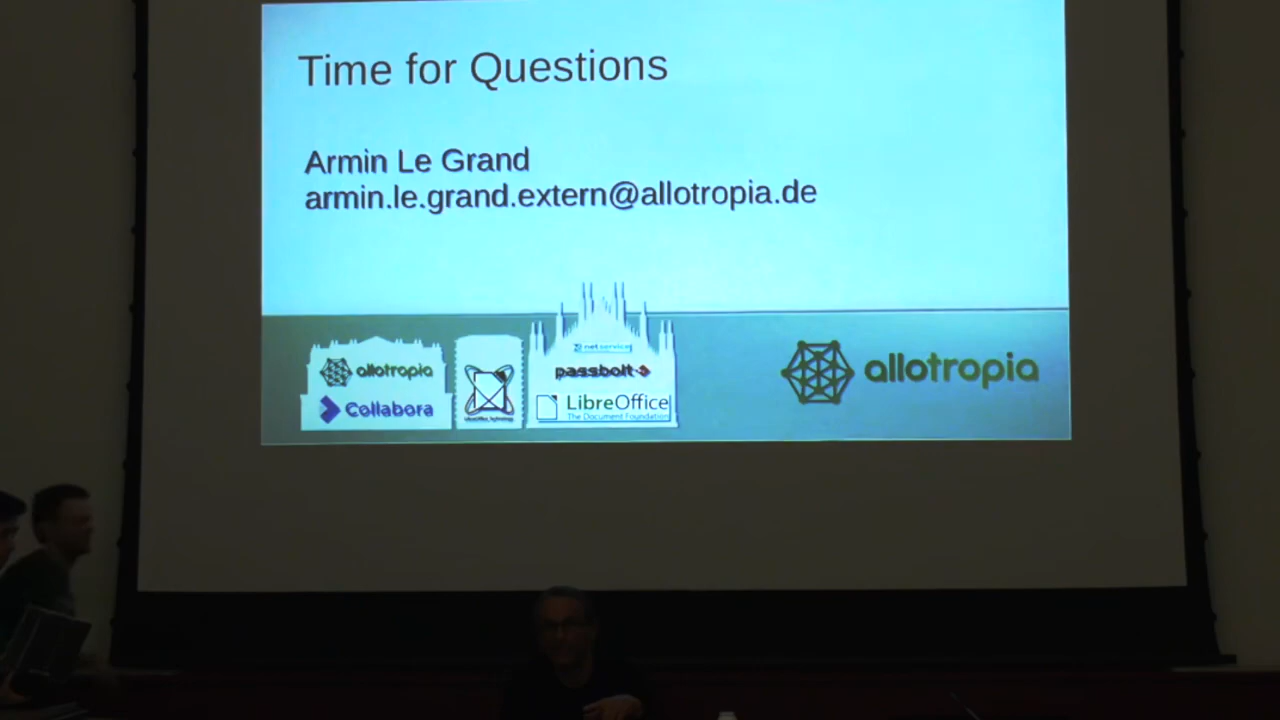 Time for Questions
Armin Le Grand
armin.le.grand.extern@allotropia.de
allotropia
Collabora
net service
passbolt
LibreOffice
The Document Foundation
allotropia